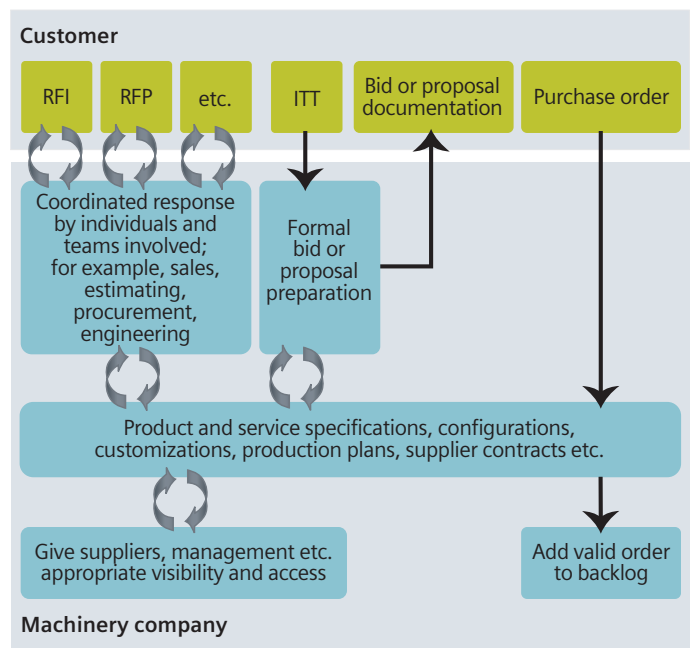 Customer
RFI
RFP
etc.
ITT
Bid or proposal
documentation
Purchase order
Coordinated response
by individuals and
teams involved;
for example, sales,
estimating,
procurement,
engineering
Formal
bid or
proposal
preparation
Product and service specifications, configurations,
customizations, production plans, supplier contracts etc.
Give suppliers, management etc.
appropriate visibility and access
Add valid order
to backlog
Machinery company